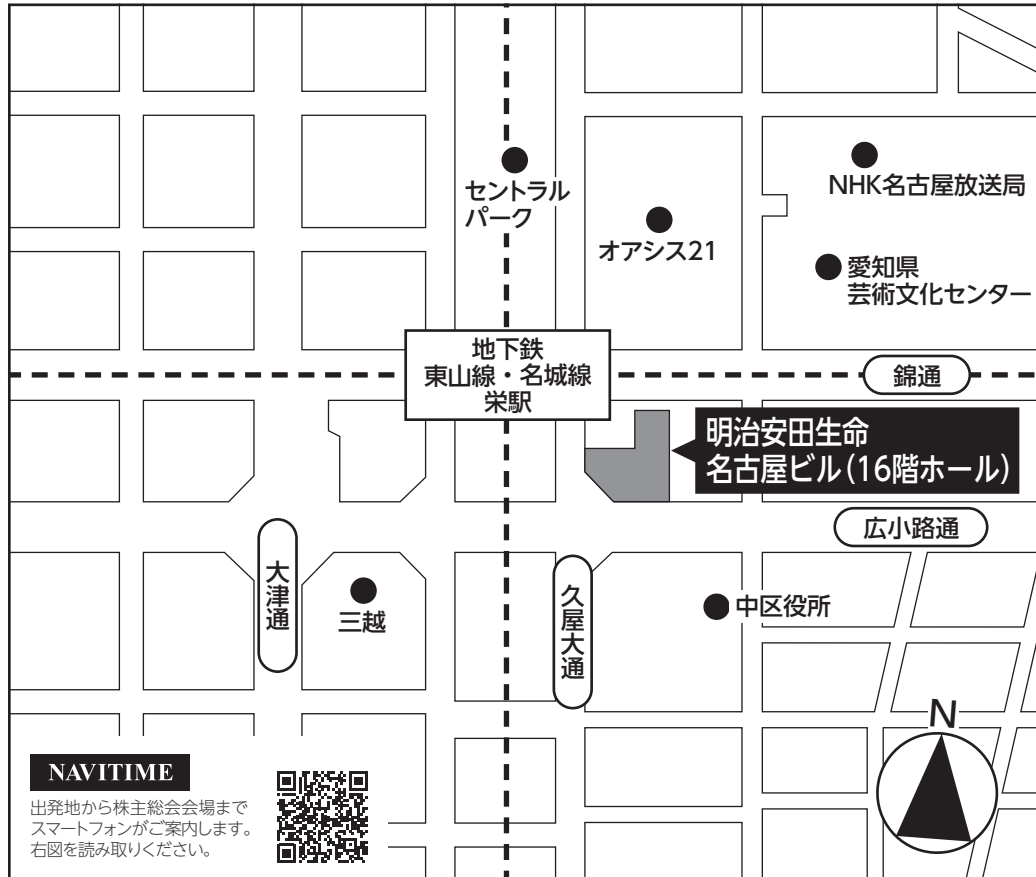 セントラル
パーク
オアシス21
NHK名古屋放送局
愛知県
芸術文化センター
地下鉄
東山線・名城線
栄駅
錦通
明治安田生命
名古屋ビル（16階ホール）
広小路通
大津通
三越
久屋大通
中区役所
N
NAVITIME
出発地から株主総会会場まで
スマートフォンがご案内します。
右図を読み取りください。